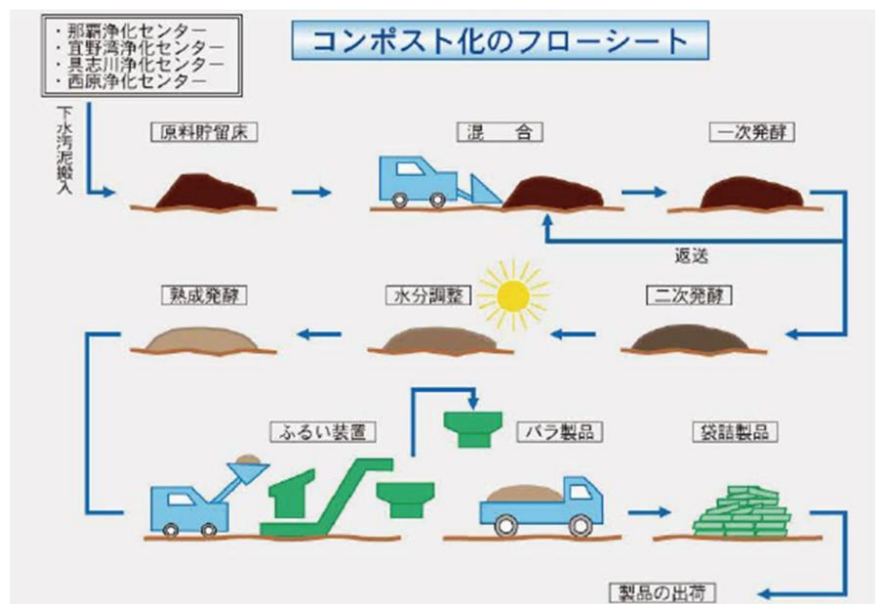 ・那覇浄化センター
・宜野湾浄化センター
・具志川浄化センター
・西原浄化センター
コンポスト化のフローシート
下水汚泥搬入
原料貯留床
混　合
一次発酵
返送
熟成発酵
水分調整
二次発酵
ふるい装置
バラ製品
袋詰製品
製品の出荷